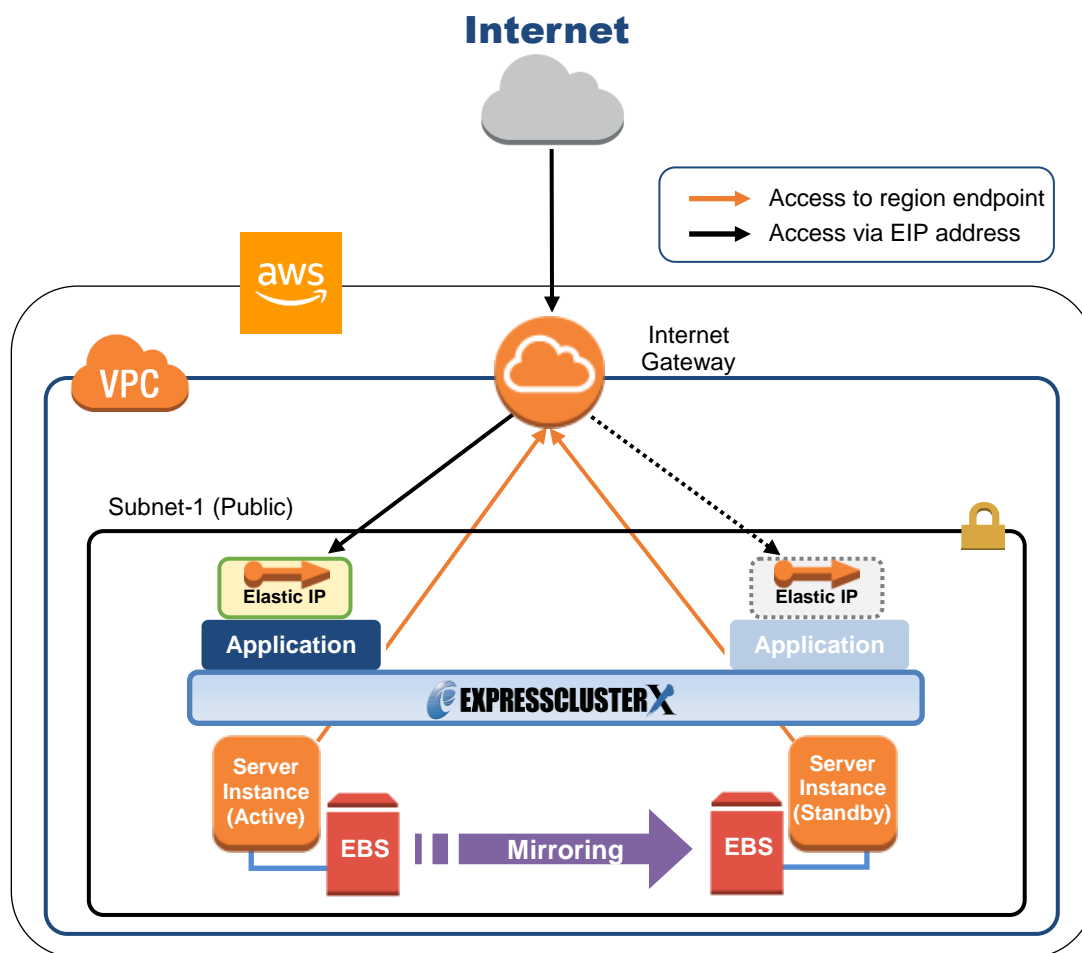 Internet
Access to region endpoint
Access via EIP address
aws
Internet
Gateway
VPC
Subnet-1 (Public)
Elastic IP
Elastic IP
Application
Application
EXPRESSCLUSTER X
Server
Instance
(Active)
Server
Instance
(Standby)
EBS
Mirroring
EBS